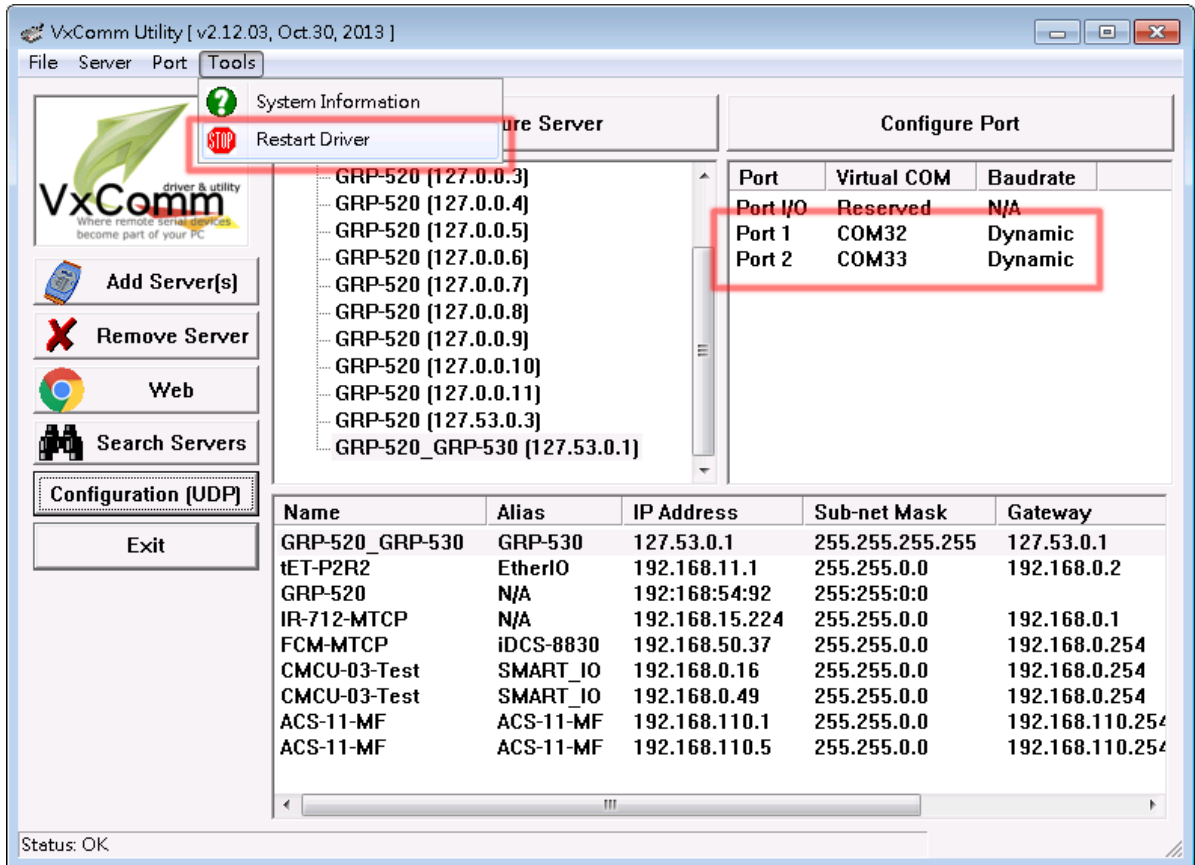 VxComm Utility [ v2.12.03, Oct.30, 2013 ]
File Server Port Tools
System Information
Restart Driver
STOP
VxComm
driver & utility
Where remote serial devices
become part of your PC
Add Server(s)
Remove Server
Web
Search Servers
Configuration (UDP)
Exit
ure Server
GRP-520 (127.0.0.3)
GRP-520 (127.0.0.4)
GRP-520 (127.0.0.5)
GRP-520 (127.0.0.6)
GRP-520 (127.0.0.7)
GRP-520 (127.0.0.8)
GRP-520 (127.0.0.9)
GRP-520 (127.0.0.10)
GRP-520 (127.0.0.11)
GRP-520 (127.53.0.3)
GRP-520_GRP-530 (127.53.0.1)
Configure Port
Port Virtual COM Baudrate
Port I/O Reserved N/A
Port 1 COM32 Dynamic
Port 2 COM33 Dynamic
Name Alias IP Address Sub-net Mask Gateway
GRP-520_GRP-530 GRP-530 127.53.0.1 255.255.255.255 127.53.0.1
tET-P2R2 EtherIO 192.168.11.1 255.255.0.0 192.168.0.2
GRP-520 N/A 192:168:54:92 255:255:0:0
IR-712-MTCP N/A 192.168.15.224 255.255.0.0 192.168.0.1
FCM-MTCP iDCS-8830 192.168.50.37 255.255.0.0 192.168.0.254
CMCU-03-Test SMART_IO 192.168.0.16 255.255.0.0 192.168.0.254
CMCU-03-Test SMART_IO 192.168.0.49 255.255.0.0 192.168.0.254
ACS-11-MF ACS-11-MF 192.168.110.1 255.255.0.0 192.168.110.254
ACS-11-MF ACS-11-MF 192.168.110.5 255.255.0.0 192.168.110.254
Status: OK